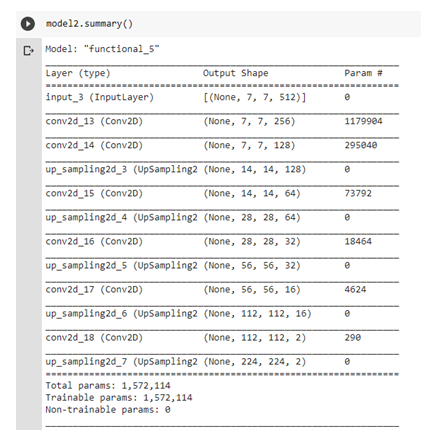 model2.summary()
Model: "functional_5"
Layer (type) Output Shape Param #
input_3 (InputLayer) [(None, 7, 7, 512)] 0
conv2d_13 (Conv2D) (None, 7, 7, 256) 1179904
conv2d_14 (Conv2D) (None, 7, 7, 128) 295040
up_sampling2d_3 (UpSampling2 (None, 14, 14, 128) 0
conv2d_15 (Conv2D) (None, 14, 14, 64) 73792
up_sampling2d_4 (UpSampling2 (None, 28, 28, 64) 0
conv2d_16 (Conv2D) (None, 28, 28, 32) 18464
up_sampling2d_5 (UpSampling2 (None, 56, 56, 32) 0
conv2d_17 (Conv2D) (None, 56, 56, 16) 4624
up_sampling2d_6 (UpSampling2 (None, 112, 112, 16) 0
conv2d_18 (Conv2D) (None, 112, 112, 2) 290
up_sampling2d_7 (UpSampling2 (None, 224, 224, 2) 0
Total params: 1,572,114
Trainable params: 1,572,114
Non-trainable params: 0